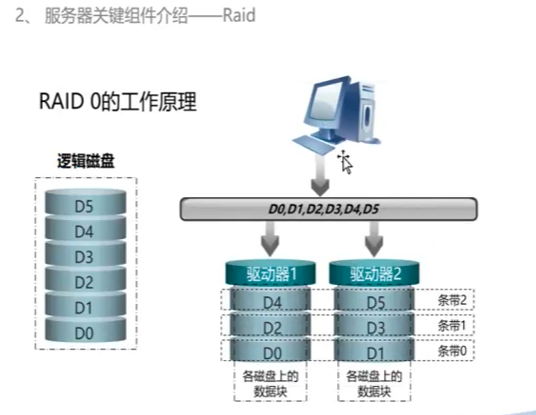 2、 服务器关键组件介绍——Raid
RAID 0的工作原理
逻辑磁盘
D5
D4
D3
D2
D1
D0
D0,D1,D2,D3,D4,D5
驱动器1
驱动器2
D4
D5
条带2
D2
D3
条带1
D0
D1
条带0
各磁盘上的
数据块
各磁盘上的
数据块